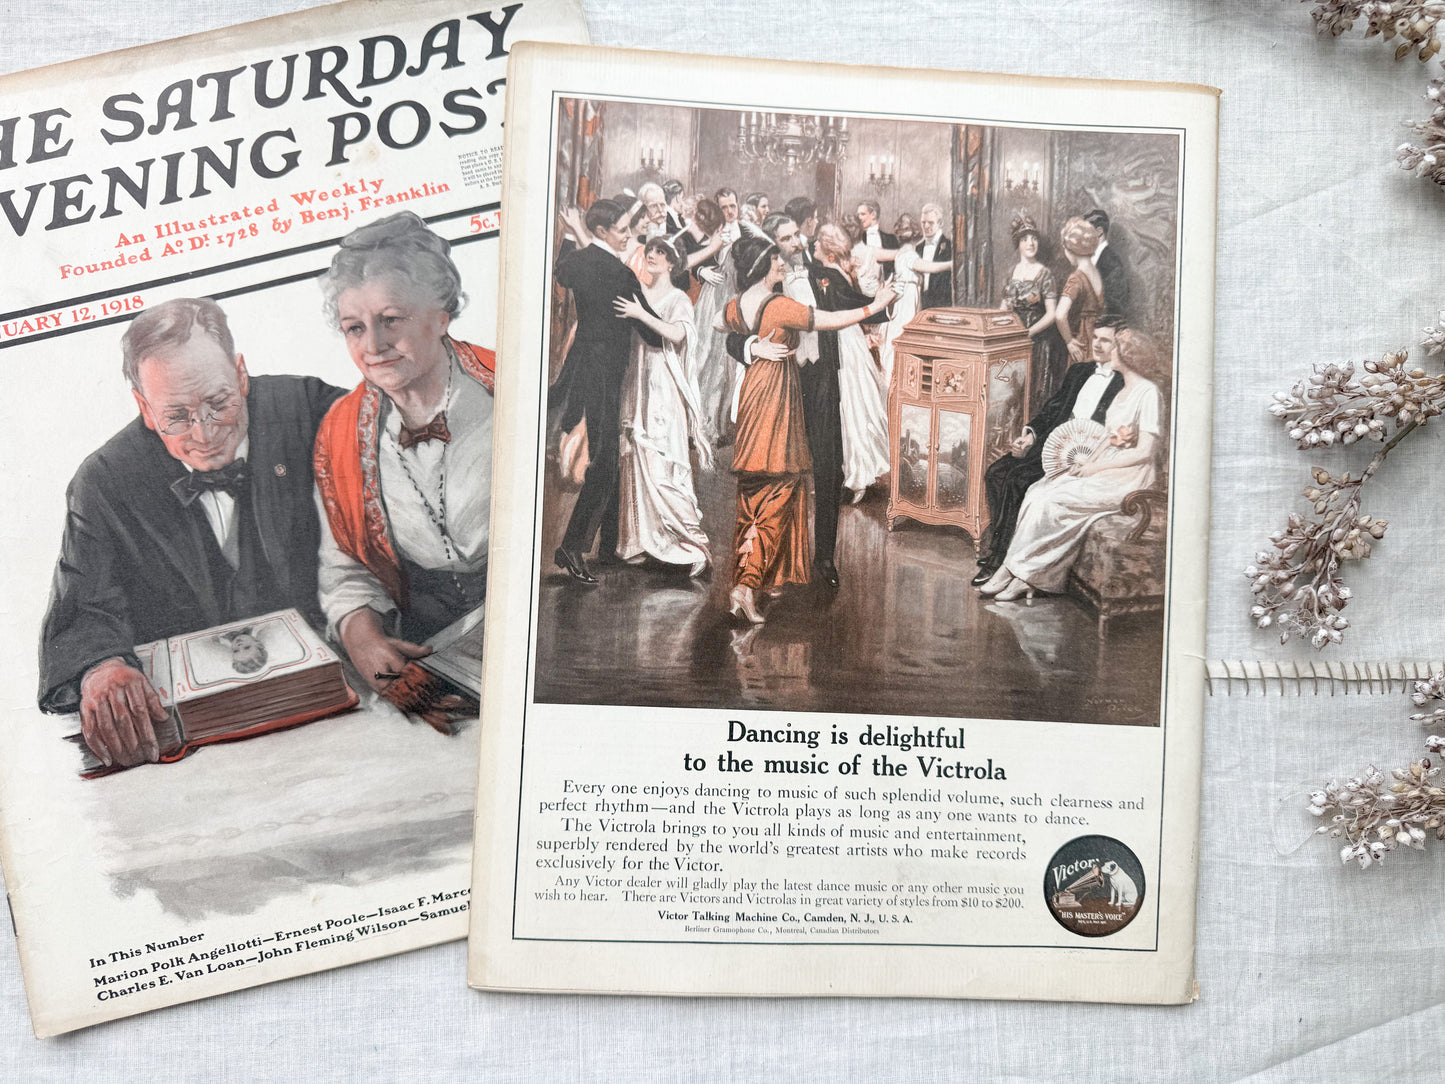 HE SATURDAY
VENING POST
An Illustrated Weekly
Founded A° D! 1728 by Benj. Franklin
NOTICE TO READ
5c. T
UARY 12, 1918
In This Number
Marion Polk Angellotti—Ernest Poole—Isaac F. Marco
Charles E. Van Loan—John Fleming Wilson—Samuel
Norman
Price
Dancing is delightful
to the music of the Victrola
Every one enjoys dancing to music of such splendid volume, such clearness and
perfect rhythm—and the Victrola plays as long as any one wants to dance.
The Victrola brings to you all kinds of music and entertainment,
superbly rendered by the world's greatest artists who make records
exclusively for the Victor.
Any Victor dealer will gladly play the latest dance music or any other music you
wish to hear. There are Victors and Victrolas in great variety of styles from $10 to $200.
Victor Talking Machine Co., Camden, N. J., U. S. A.
Berliner Gramophone Co., Montreal, Canadian Distributors
Victor
"HIS MASTER'S VOICE"